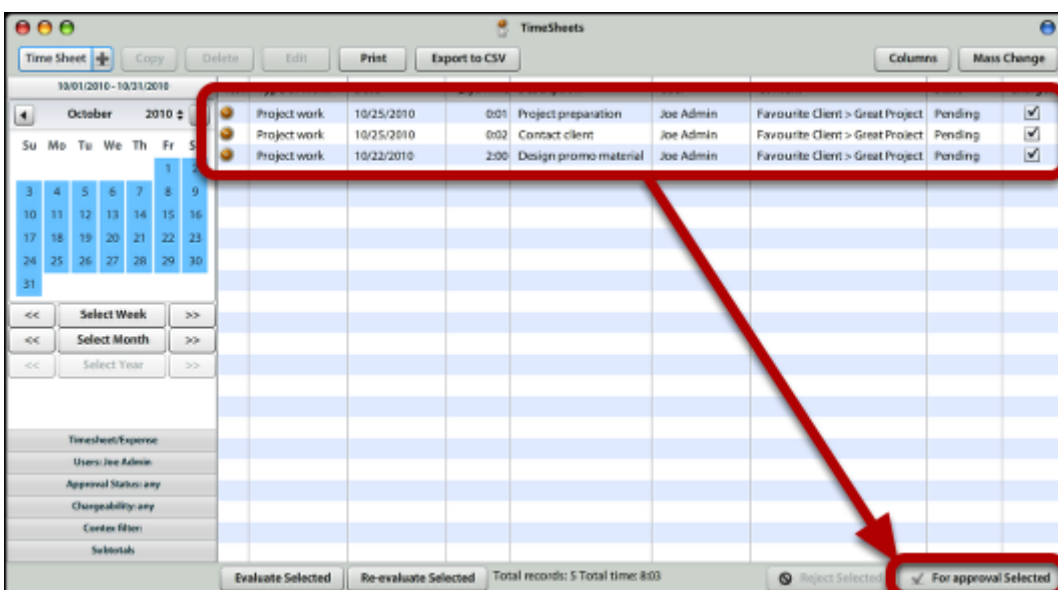 TimeSheets
Time Sheet Copy Delete Edit Print Export to CSV Columns Mass Change
10/01/2010-10/31/2010
October 2010
Su Mo Tu We Th Fr
1 2
3 4 5 6 7 8 9
10 11 12 13 14 15 16
17 18 19 20 21 22 23
24 25 26 27 28 29 30
31
<< Select Week >>
<< Select Month >>
<< Select Year >>
Timesheet/Expense
Users: Joe Admin
Approval Status: any
Chargeability: any
Contex filter:
Subtotals
Project work 10/25/2010 0:01 Project preparation Joe Admin Favourite Client > Great Project Pending
Project work 10/25/2010 0:02 Contact client Joe Admin Favourite Client > Great Project Pending
Project work 10/22/2010 2:00 Design promo material Joe Admin Favourite Client > Great Project Pending
Evaluate Selected Re-evaluate Selected Total records: 5 Total time: 8:03 Reject Selected For approval Selected